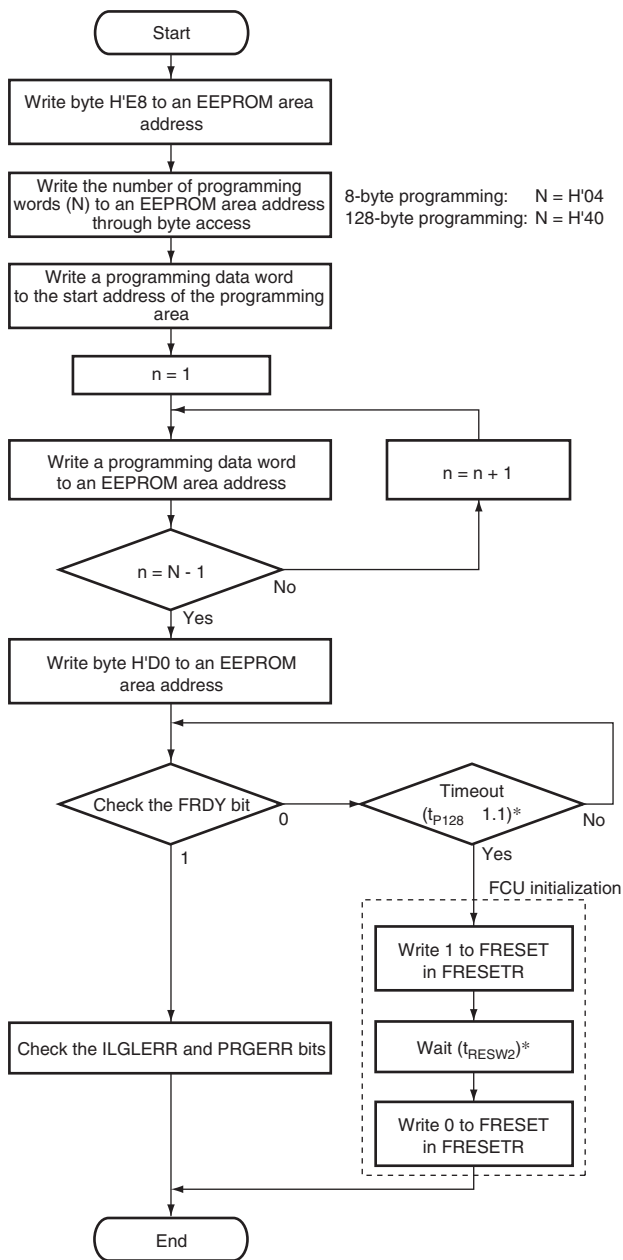 Start
Write byte H'E8 to an EEPROM area
address
Write the number of programming
words (N) to an EEPROM area address
through byte access
8-byte programming: N = H'04
128-byte programming: N = H'40
Write a programming data word
to the start address of the programming
area
n = 1
Write a programming data word
to an EEPROM area address
n = n + 1
n = N - 1
No
Yes
Write byte H'D0 to an EEPROM
area address
Check the FRDY bit
0
1
Timeout
(tP128 1.1)*
No
Yes
FCU initialization
Write 1 to FRESET
in FRESETR
Wait (tRESW2)*
Write 0 to FRESET
in FRESETR
Check the ILGLERR and PRGERR bits
End